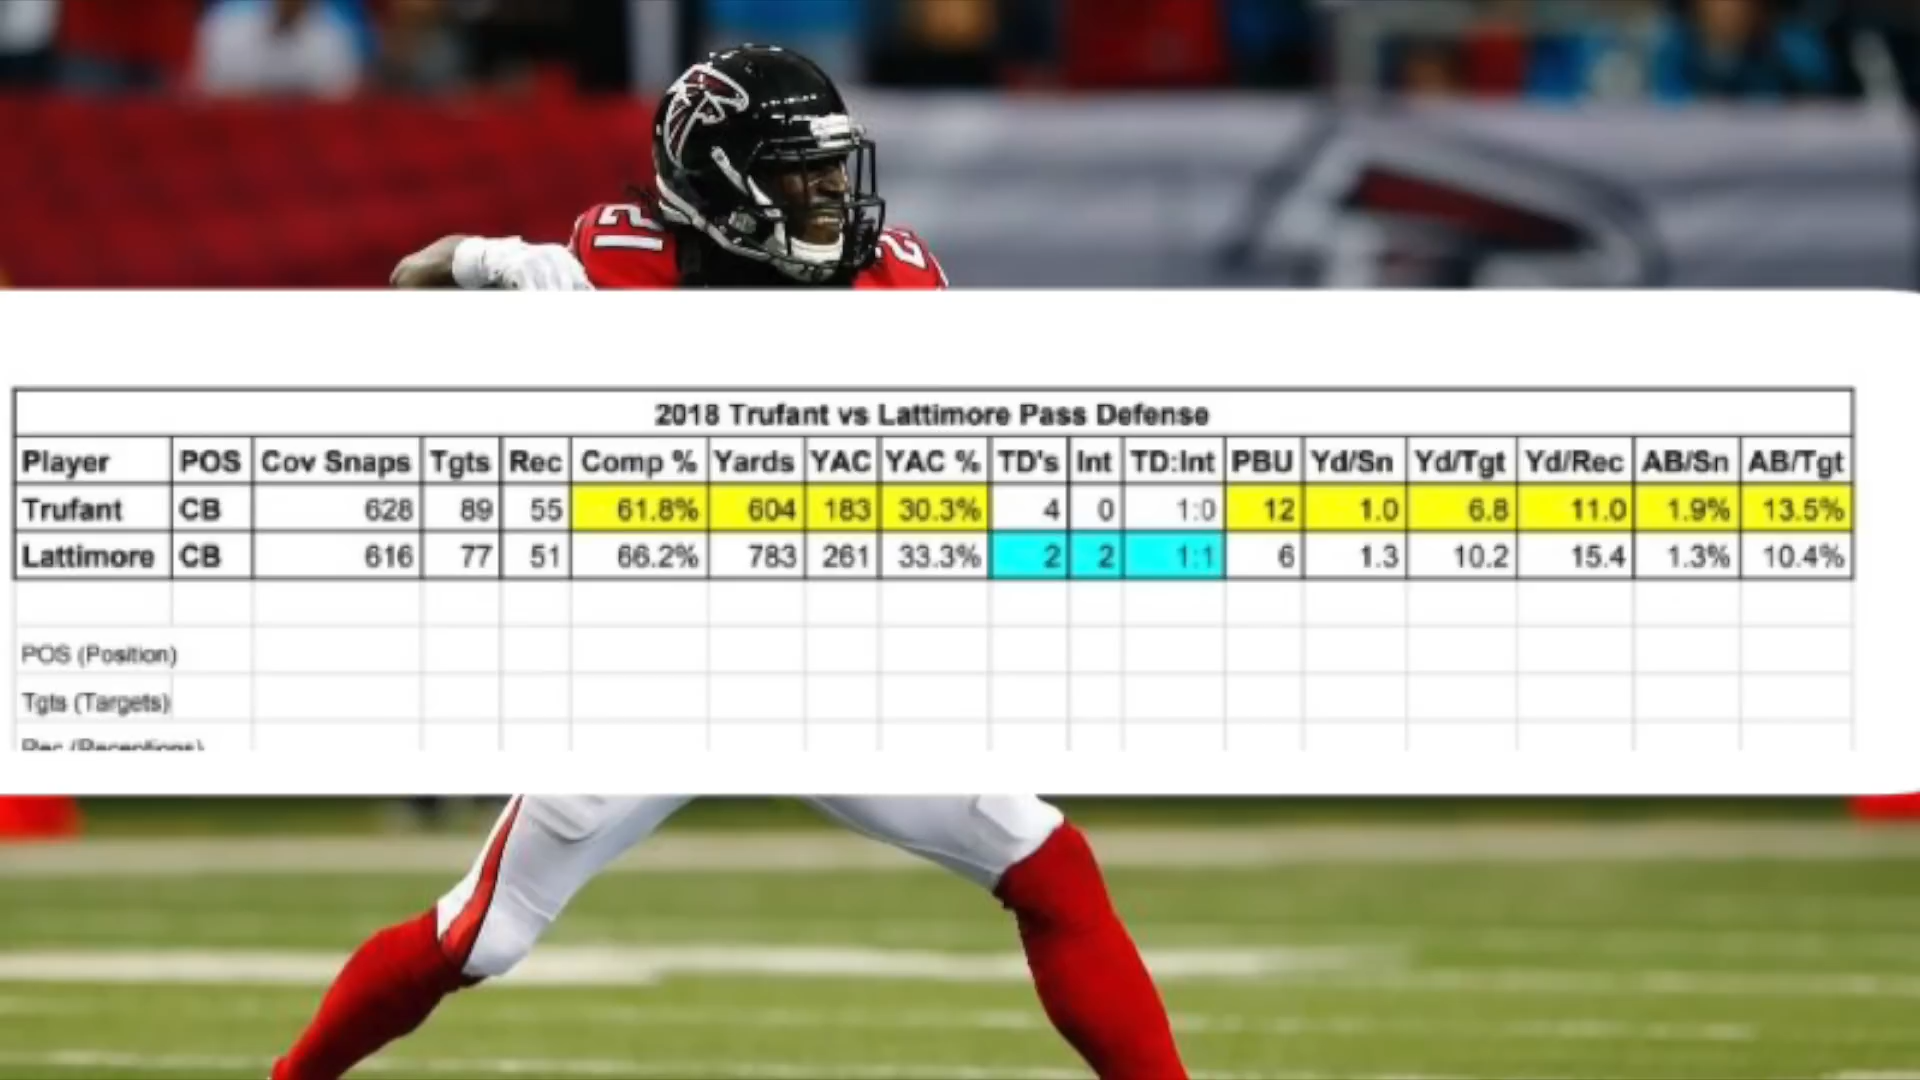 21 2
2018 Trufant vs Lattimore Pass Defense
Player POS Cov Snaps Tgts Rec Comp % Yards YAC YAC % TD's Int TD:Int PBU Yd/Sn Yd/Tgt Yd/Rec AB/Sn AB/Tgt
Trufant CB 628 89 55 61.8% 604 183 30.3% 4 0 1:0 12 1.0 6.8 11.0 1.9% 13.5%
Lattimore CB 616 77 51 66.2% 783 261 33.3% 2 2 1:1 6 1.3 10.2 15.4 1.3% 10.4%
POS (Position)
Tgts (Targets)
Rec (Receptions)